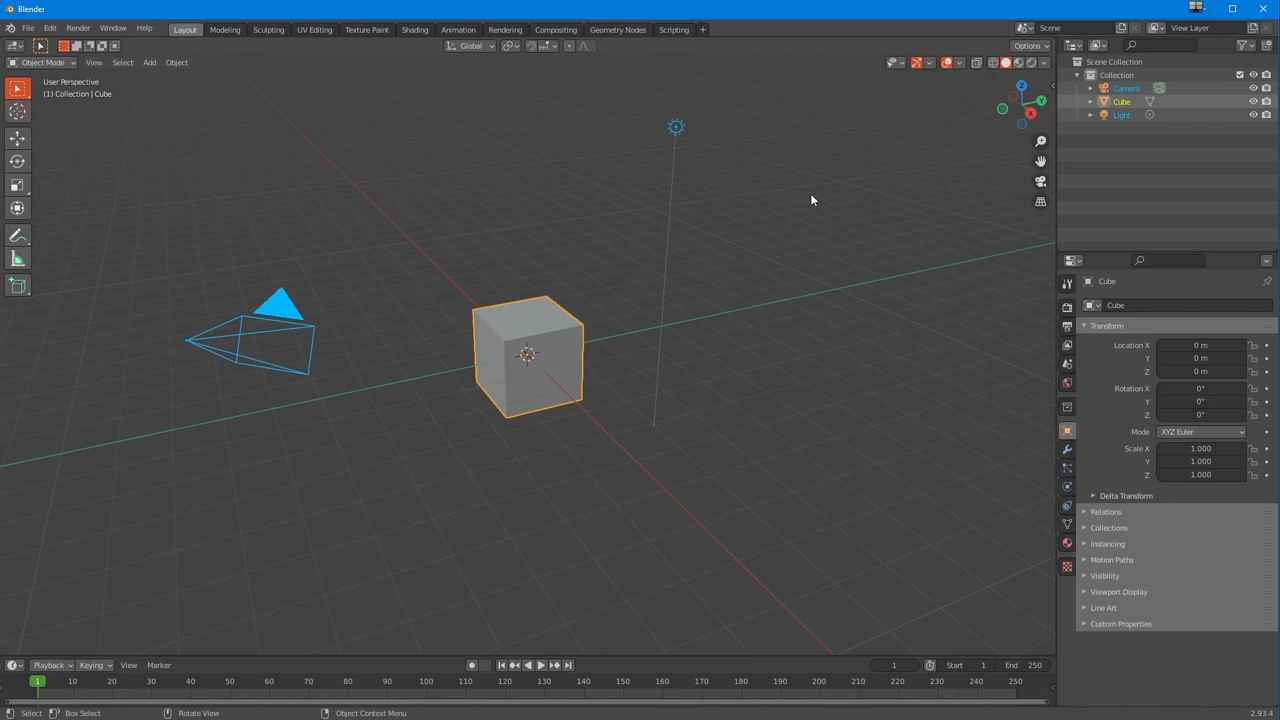 Blender
File Edit Render Window Help Layout Modeling Sculpting UV Editing Texture Paint Shading Animation Rendering Compositing Geometry Nodes Scripting + Scene View Layer
Global Options
Object Mode View Select Add Object
User Perspective
(1) Collection | Cube
Z
Y
X
Scene Collection
Collection
Camera
Cube
Light
Cube
Cube
Transform
Location X 0 m
Y 0 m
Z 0 m
Rotation X 0°
Y 0°
Z 0°
Mode XYZ Euler
Scale X 1.000
Y 1.000
Z 1.000
Delta Transform
Relations
Collections
Instancing
Motion Paths
Visibility
Viewport Display
Line Art
Custom Properties
Playback Keying View Marker 1 Start 1 End 250
1 10 20 30 40 50 60 70 80 90 100 110 120 130 140 150 160 170 180 190 200 210 220 230 240 250
Select Box Select Rotate View Object Context Menu 2.93.4